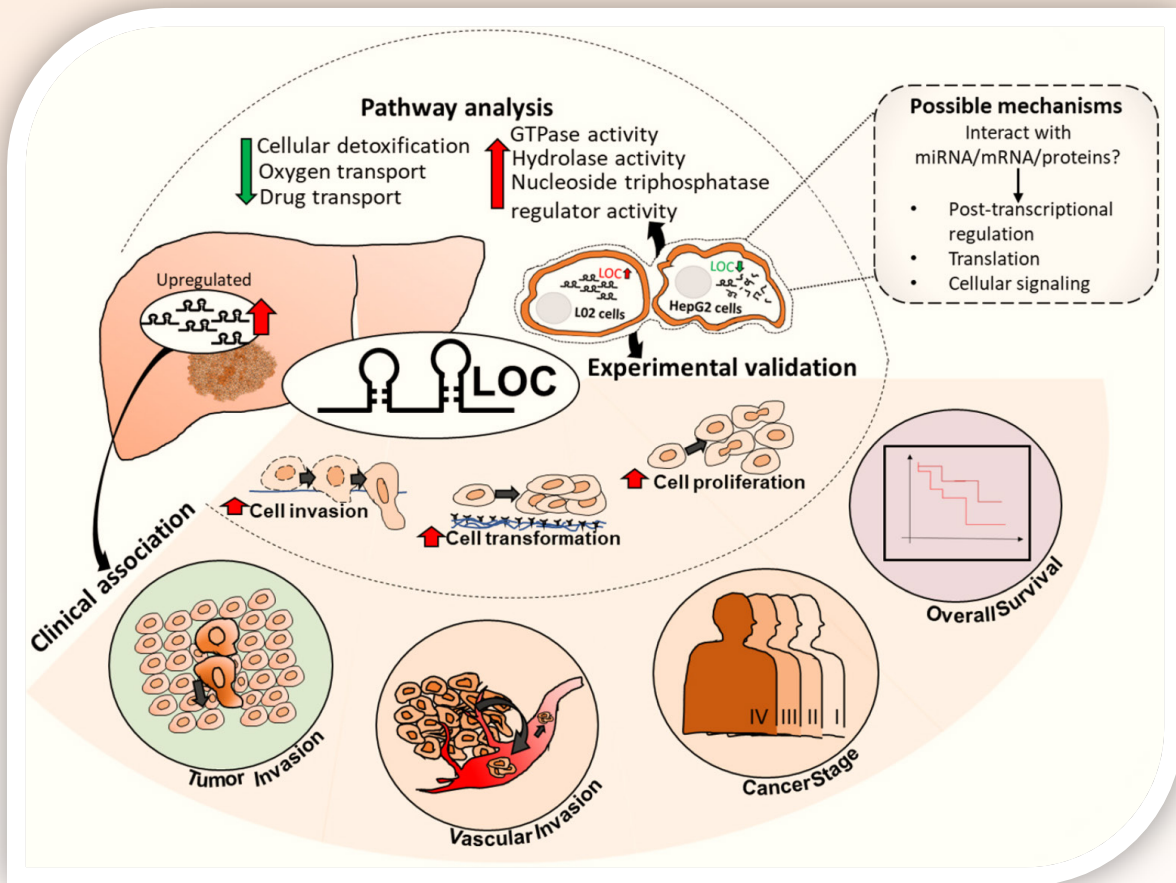 Pathway analysis
Cellular detoxification
Oxygen transport
Drug transport
GTPase activity
Hydrolase activity
Nucleoside triphosphatase
regulator activity
Possible mechanisms
Interact with
miRNA/mRNA/proteins?
• Post-transcriptional
regulation
• Translation
• Cellular signaling
Upregulated
LOC
L02 cells
LOC
HepG2 cells
LOC
Experimental validation
Cell invasion
Cell transformation
Cell proliferation
Clinical association
Tumor Invasion
Vascular Invasion
IV III II I
Cancer Stage
Overall Survival